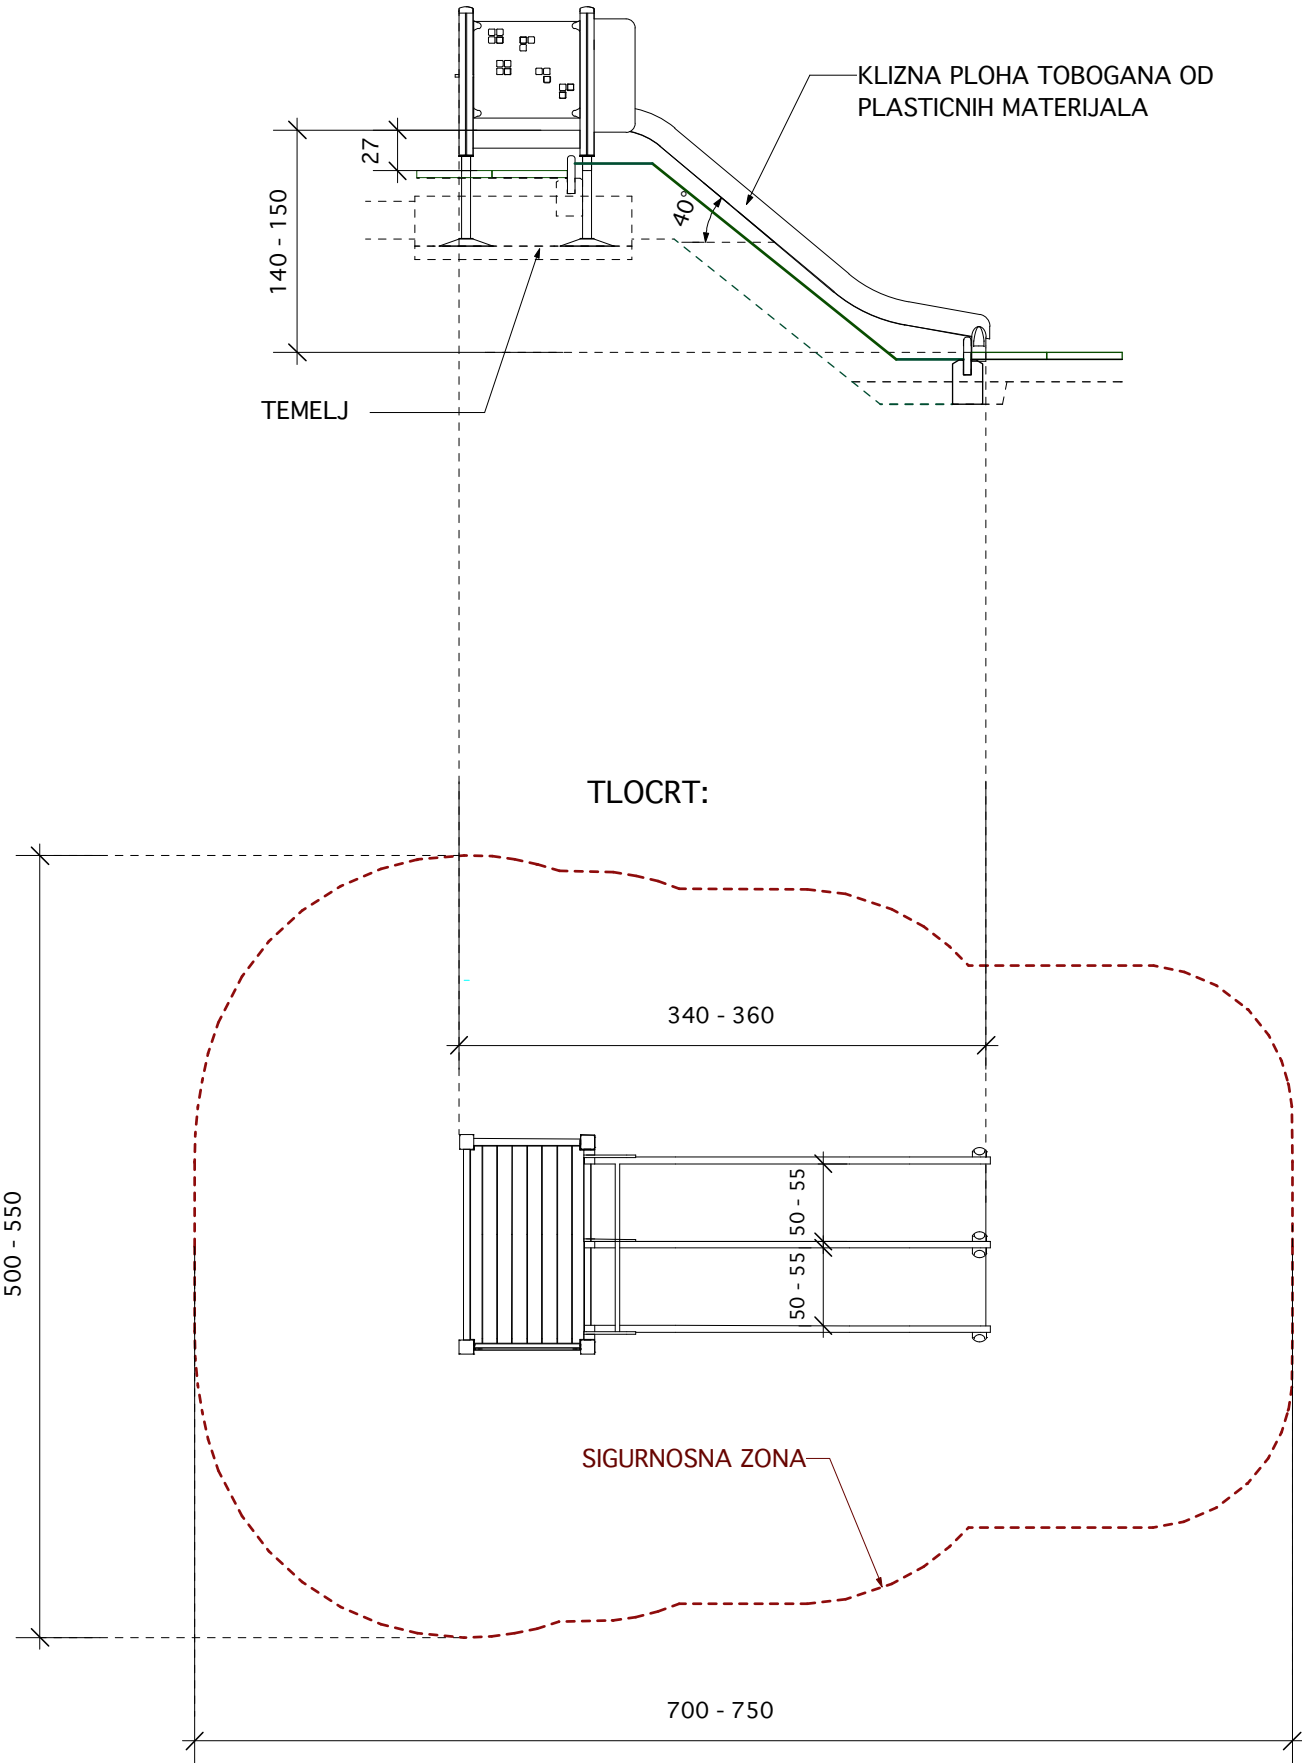 KLIZNA PLOHA TOBOGANA OD
PLASTICNIH MATERIJALA
27
140 - 150
40°
TEMELJ
TLOCRT:
340 - 360
50 - 55
50 - 55
500 - 550
SIGURNOSNA ZONA
700 - 750